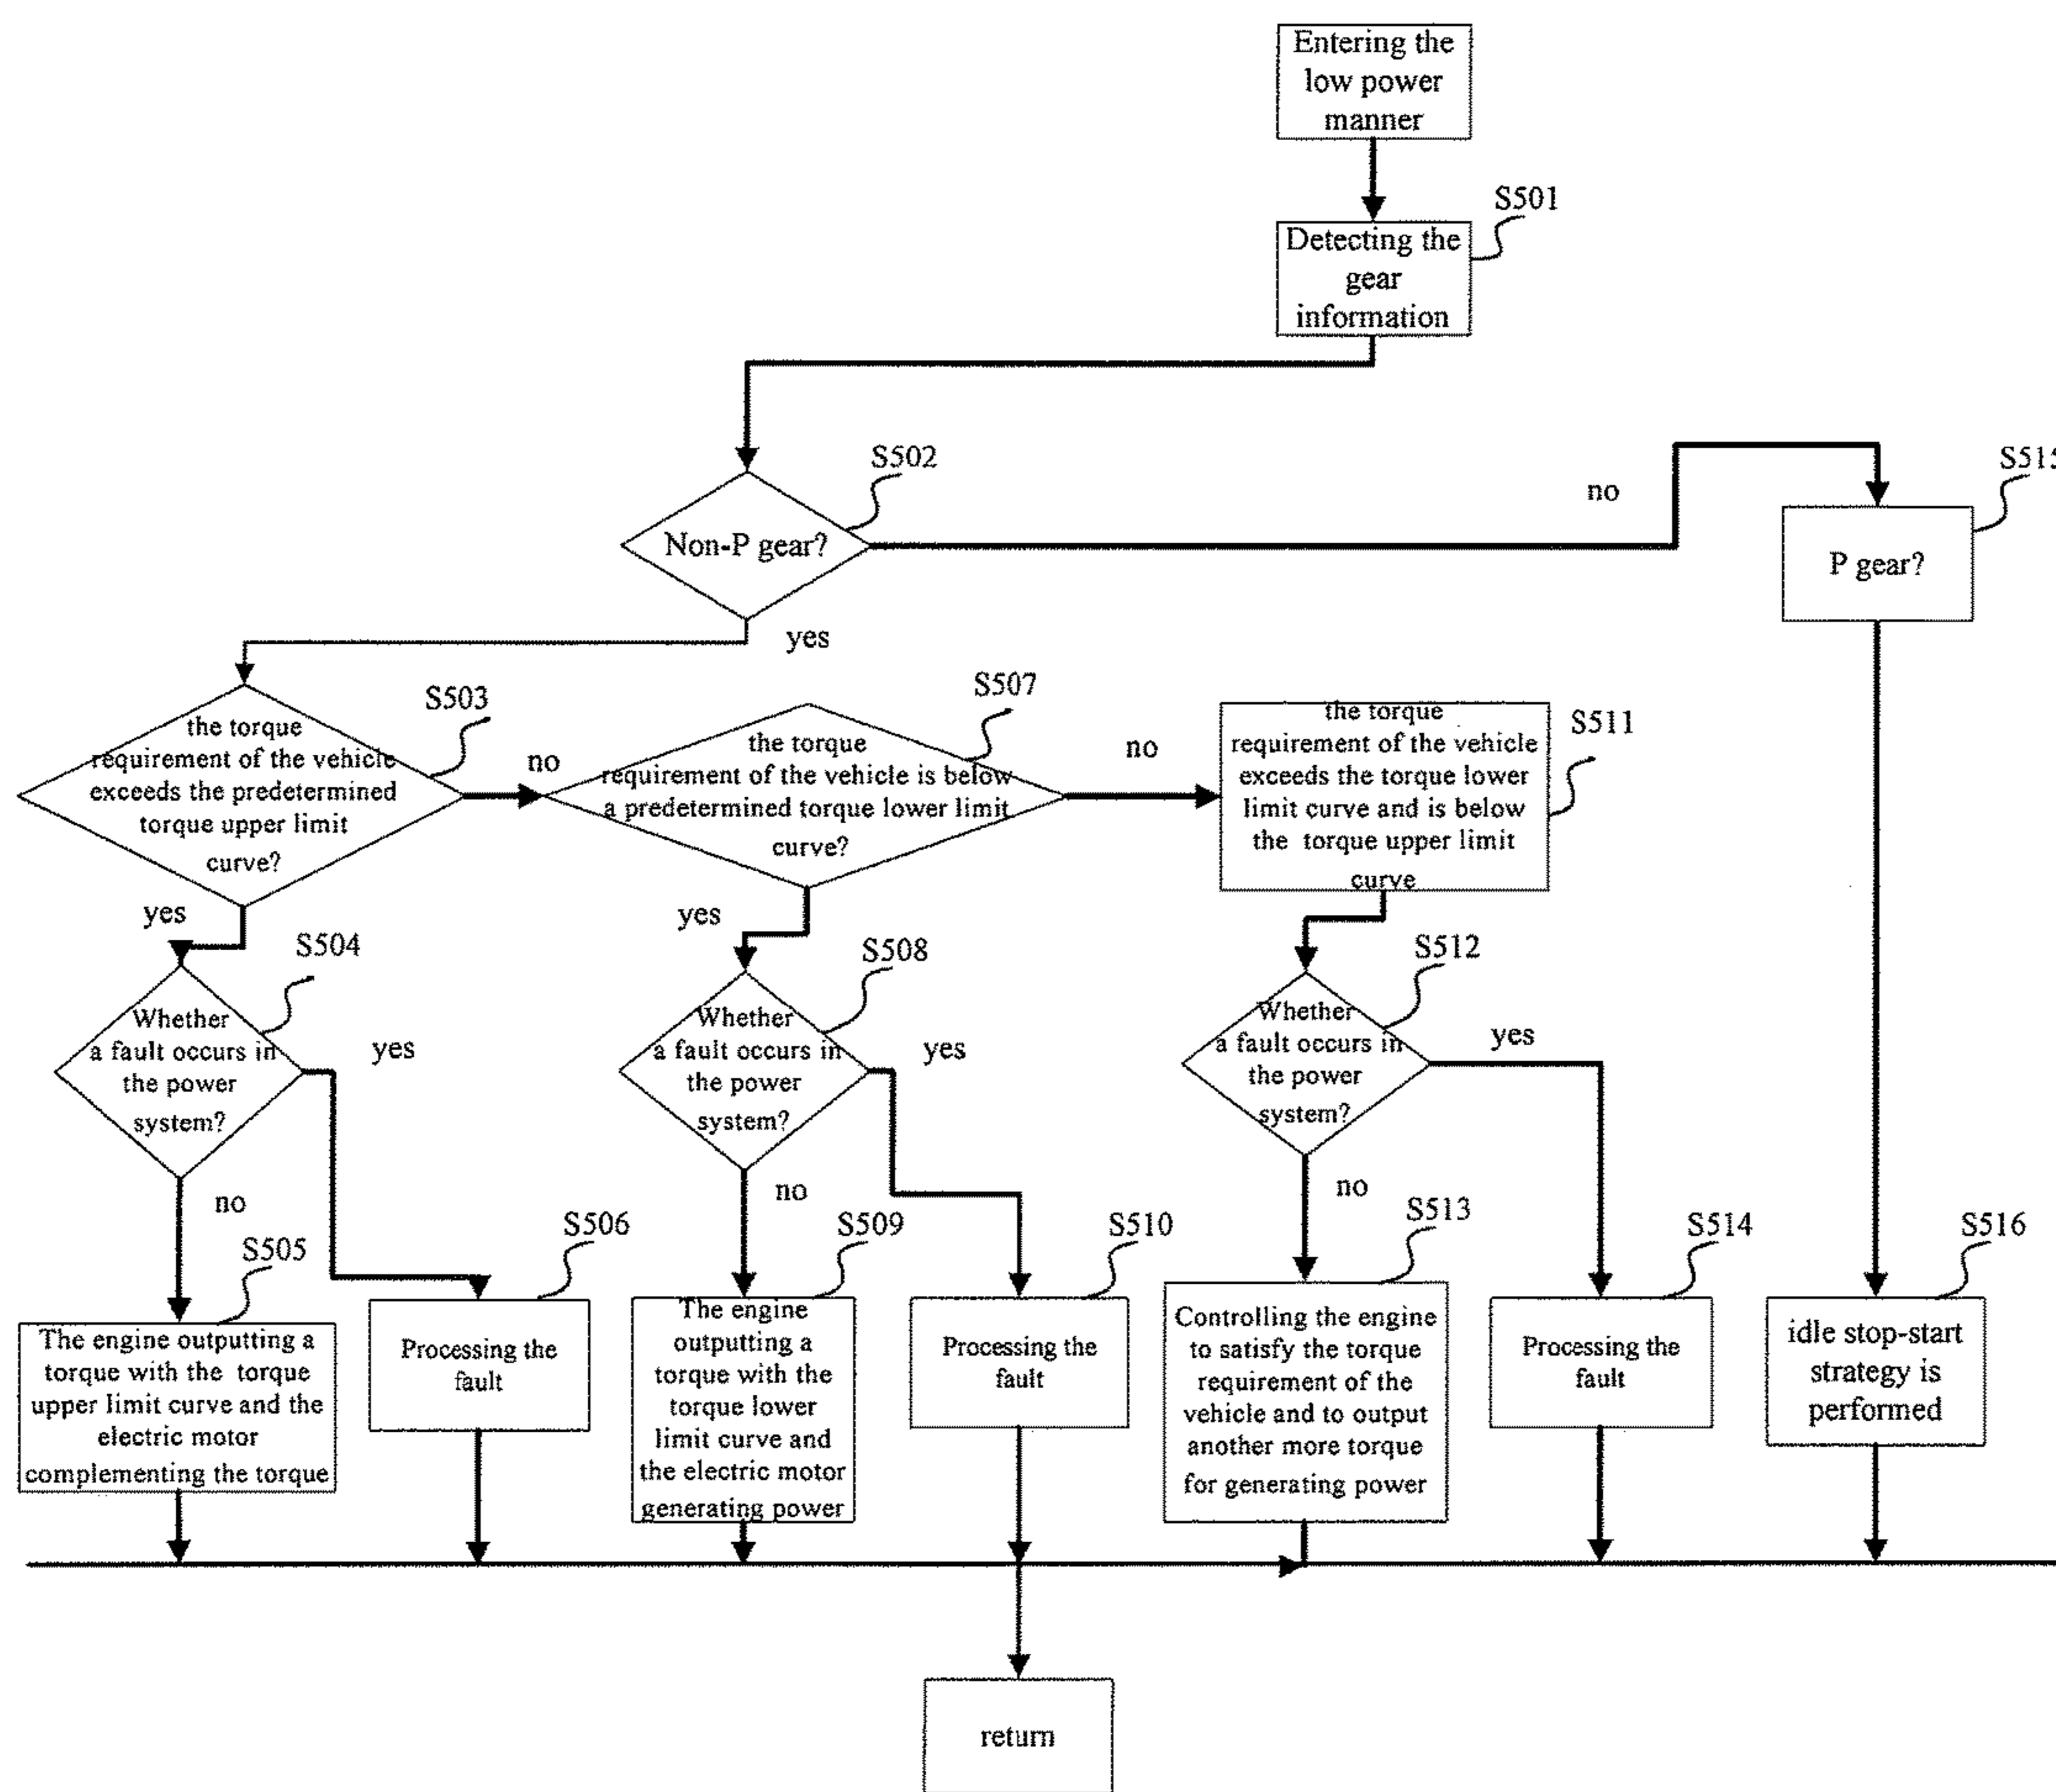 Entering the
low power
manner
S501
Detecting the
gear
information
S502
Non-P gear?
no
S515
P gear?
yes
S503
the torque
requirement of the vehicle
exceeds the predetermined
torque upper limit
curve?
no
S507
the torque
requirement of the vehicle is below
a predetermined torque lower limit
curve?
no
S511
the torque
requirement of the vehicle
exceeds the torque lower
limit curve and is below
the torque upper limit
curve
yes
S504
Whether
a fault occurs in
the power
system?
yes
yes
S508
Whether
a fault occurs in
the power
system?
yes
S512
Whether
a fault occurs in
the power
system?
yes
no
S505
The engine outputting a
torque with the torque
upper limit curve and the
electric motor
complementing the torque
S506
Processing the
fault
no
S509
The engine
outputting a
torque with the
torque lower
limit curve and
the electric motor
generating power
S510
Processing the
fault
no
S513
Controlling the engine
to satisfy the torque
requirement of the
vehicle and to output
another more torque
for generating power
S514
Processing the
fault
S516
idle stop-start
strategy is
performed
return